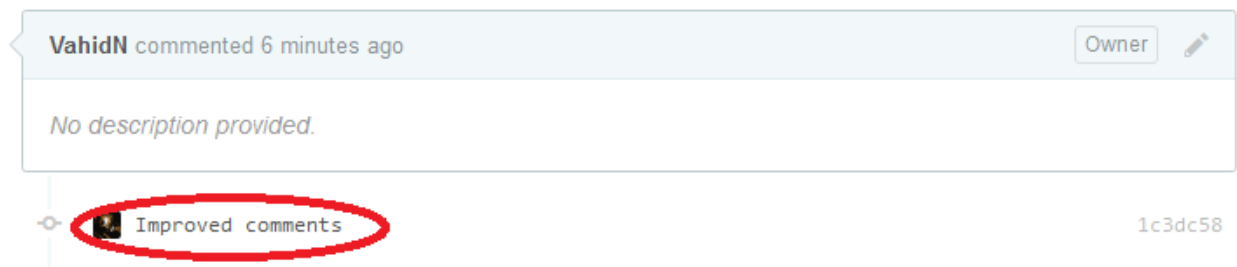 VahidN commented 6 minutes ago Owner
No description provided.
Improved comments 1c3dc58